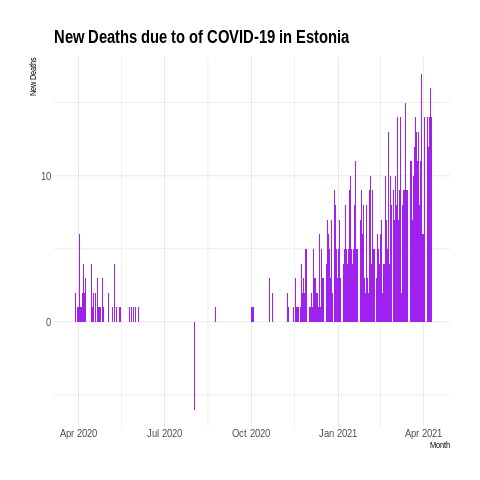 New Deaths due to of COVID-19 in Estonia
New Deaths
10
0
Apr 2020 Jul 2020 Oct 2020 Jan 2021 Apr 2021
Month